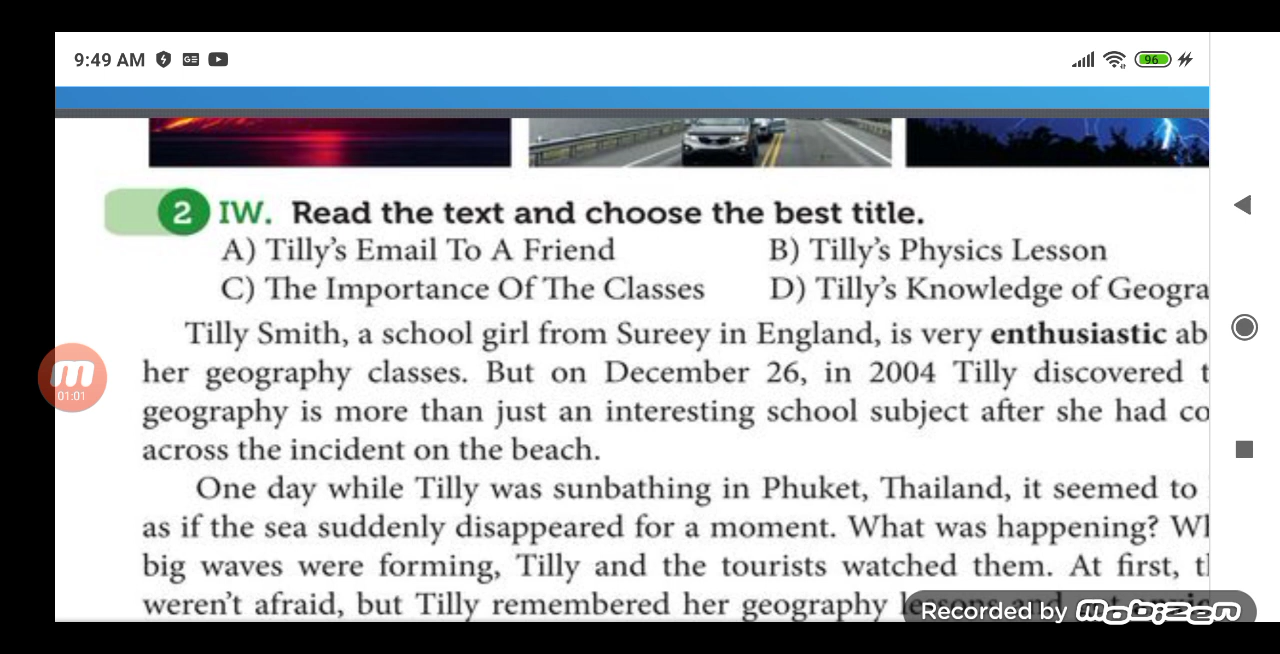 9:49 AM
96
2 IW. Read the text and choose the best title.
A) Tilly's Email To A Friend B) Tilly's Physics Lesson
C) The Importance Of The Classes D) Tilly's Knowledge of Geogra
Tilly Smith, a school girl from Sureey in England, is very enthusiastic ab
her geography classes. But on December 26, in 2004 Tilly discovered t
geography is more than just an interesting school subject after she had co
across the incident on the beach.
One day while Tilly was sunbathing in Phuket, Thailand, it seemed to
as if the sea suddenly disappeared for a moment. What was happening? Wh
big waves were forming, Tilly and the tourists watched them. At first, th
weren't afraid, but Tilly remembered her geography
01:01
Recorded by mobizen